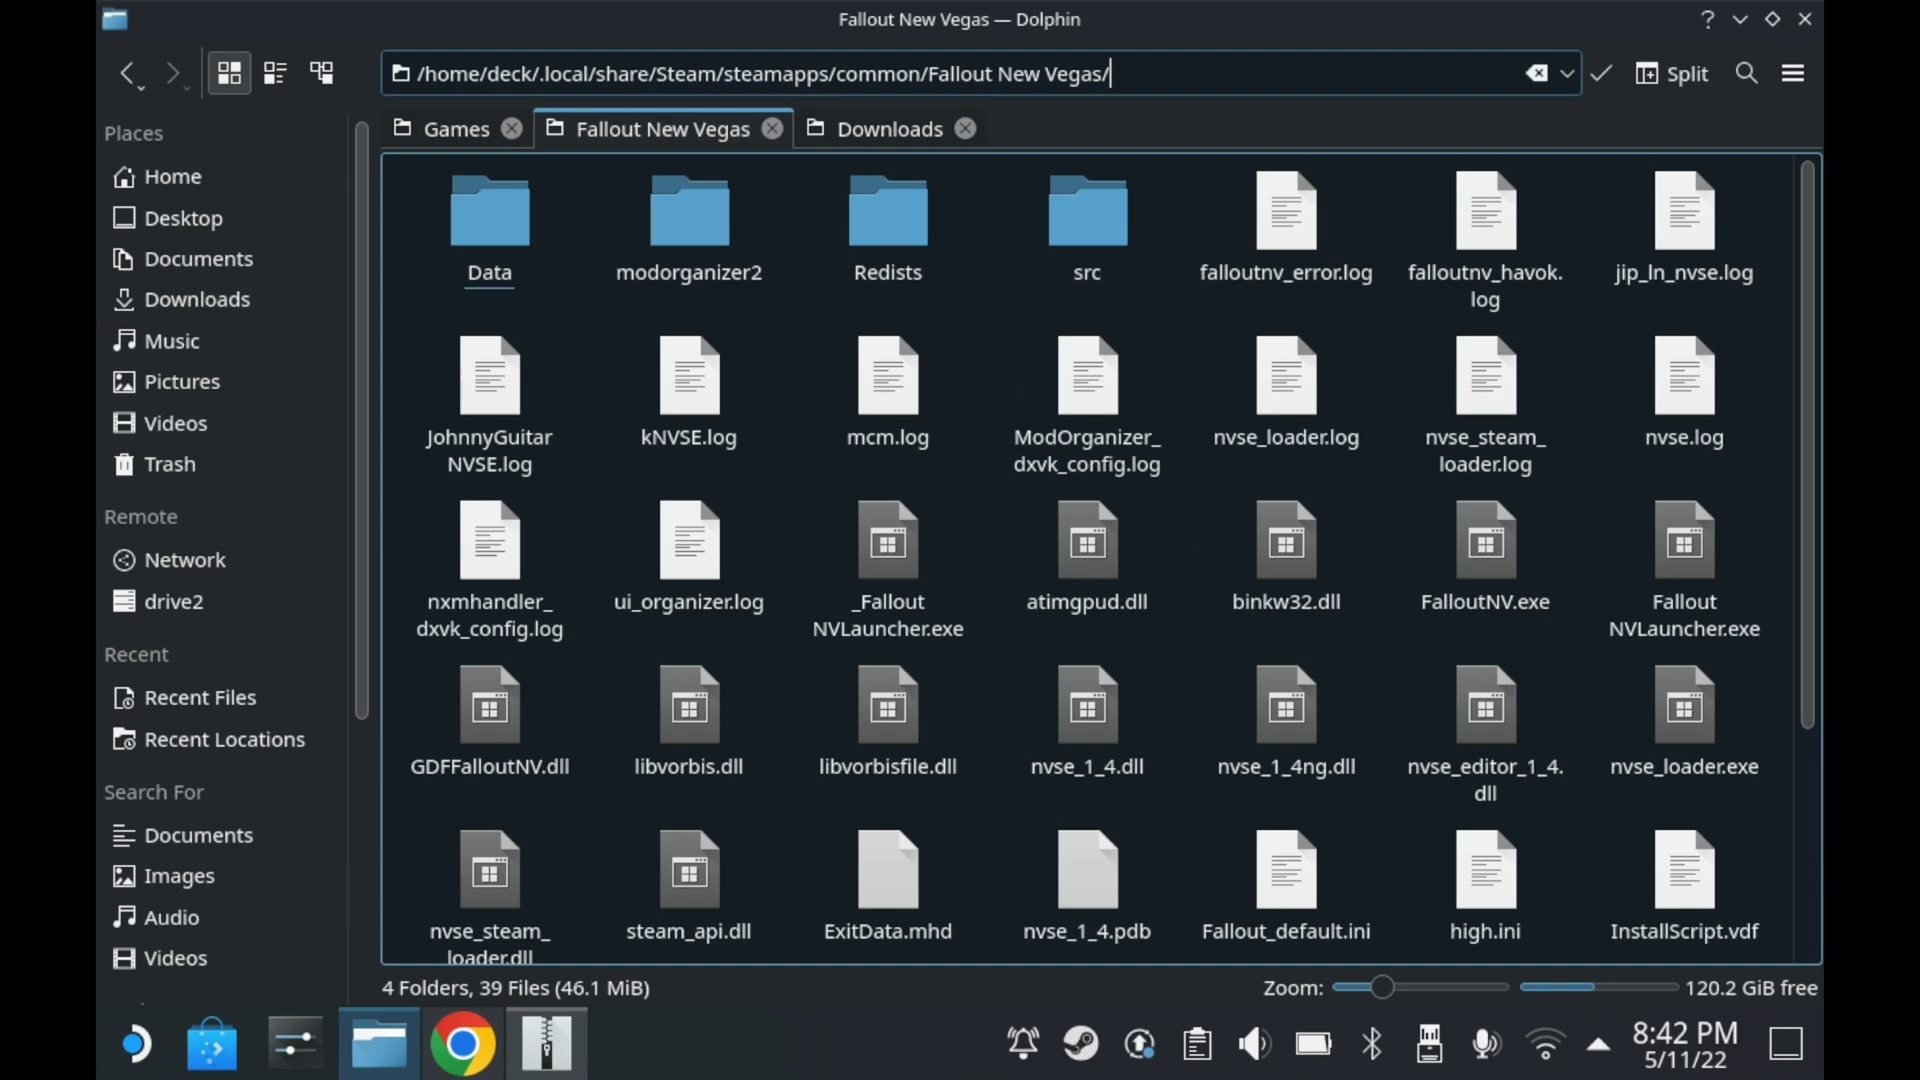 Fallout New Vegas — Dolphin
?
/home/deck/.local/share/Steam/steamapps/common/Fallout New Vegas/
Split
Games
Fallout New Vegas
Downloads
Places
Home
Desktop
Documents
Downloads
Music
Pictures
Videos
Trash
Remote
Network
drive2
Recent
Recent Files
Recent Locations
Search For
Documents
Images
Audio
Videos
Data
modorganizer2
Redists
src
falloutnv_error.log
falloutnv_havok.
log
jip_ln_nvse.log
JohnnyGuitar
NVSE.log
kNVSE.log
mcm.log
ModOrganizer_
dxvk_config.log
nvse_loader.log
nvse_steam_
loader.log
nvse.log
nxmhandler_
dxvk_config.log
ui_organizer.log
_Fallout
NVLauncher.exe
atimgpud.dll
binkw32.dll
FalloutNV.exe
Fallout
NVLauncher.exe
GDFFalloutNV.dll
libvorbis.dll
libvorbisfile.dll
nvse_1_4.dll
nvse_1_4ng.dll
nvse_editor_1_4.
dll
nvse_loader.exe
nvse_steam_
loader.dll
steam_api.dll
ExitData.mhd
nvse_1_4.pdb
Fallout_default.ini
high.ini
InstallScript.vdf
4 Folders, 39 Files (46.1 MiB)
Zoom:
120.2 GiB free
8:42 PM
5/11/22